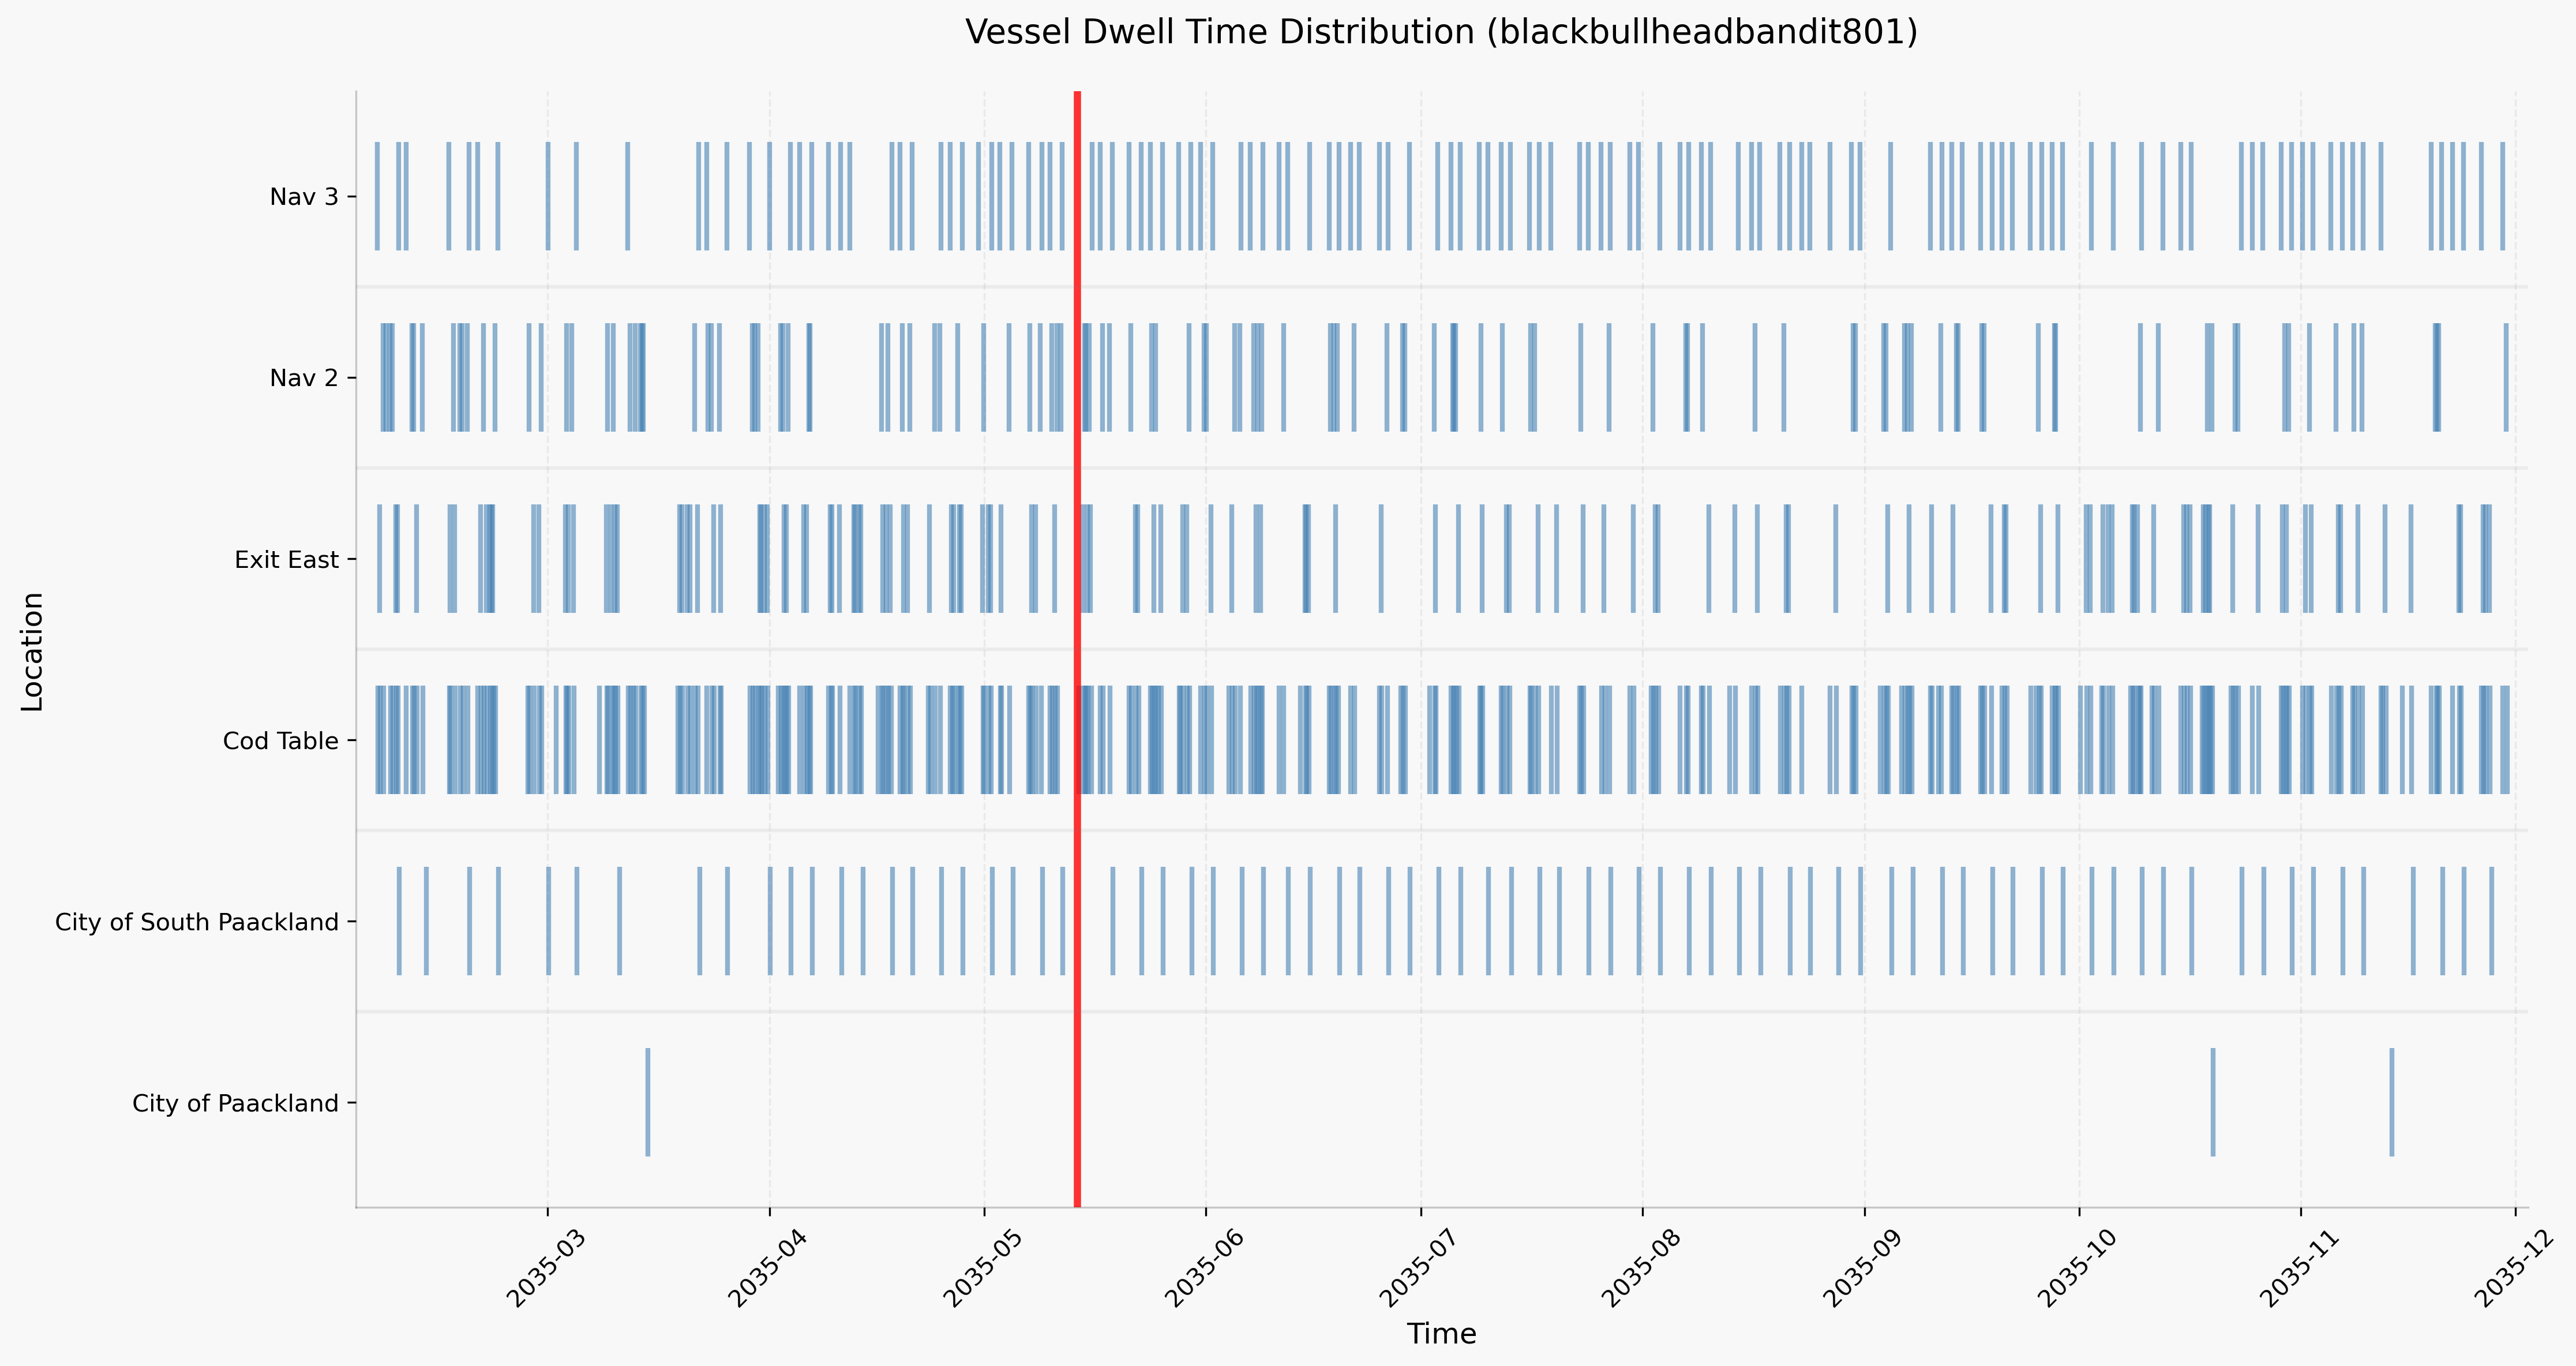 Vessel Dwell Time Distribution (blackbullheadbandit801)
Location
Nav 3
Nav 2
Exit East
Cod Table
City of South Paackland
City of Paackland
2035-03
2035-04
2035-05
2035-06
2035-07
2035-08
2035-09
2035-10
2035-11
2035-12
Time